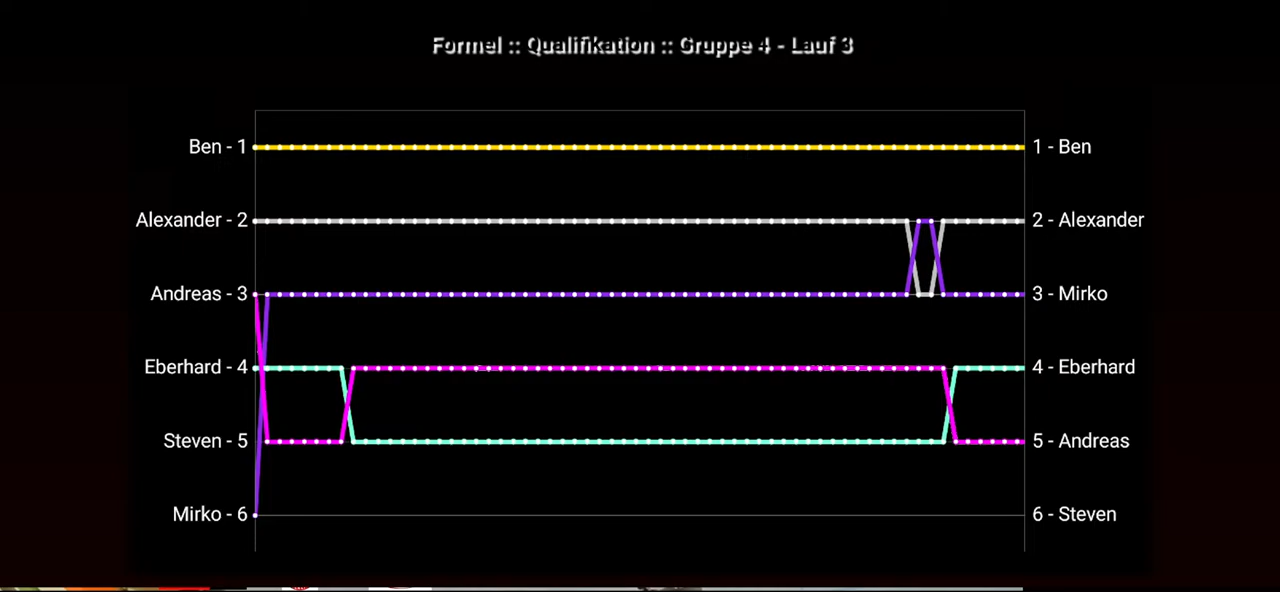 Formel :: Qualifikation :: Gruppe 4 - Lauf 3
Ben - 1
1 - Ben
Alexander - 2
2 - Alexander
Andreas - 3
3 - Mirko
Eberhard - 4
4 - Eberhard
Steven - 5
5 - Andreas
Mirko - 6
6 - Steven